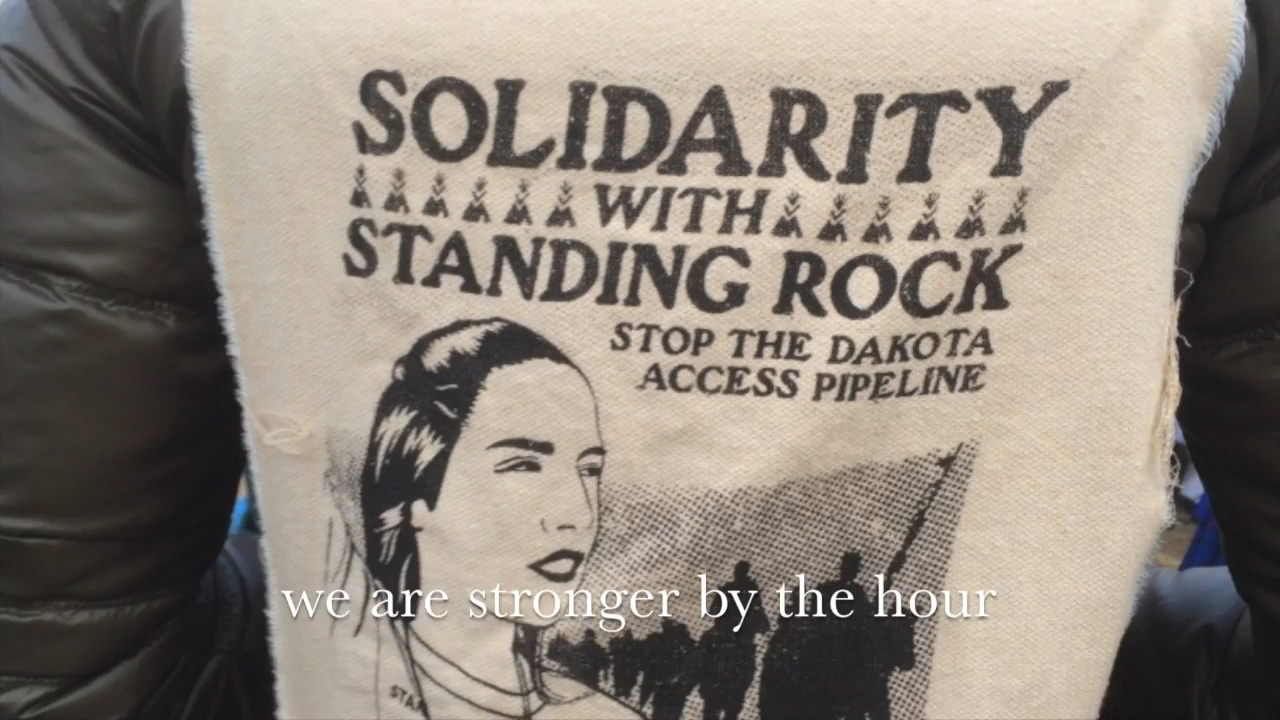 SOLIDARITY
WITH
STANDING ROCK
STOP THE DAKOTA
ACCESS PIPELINE
we are stronger by the hour